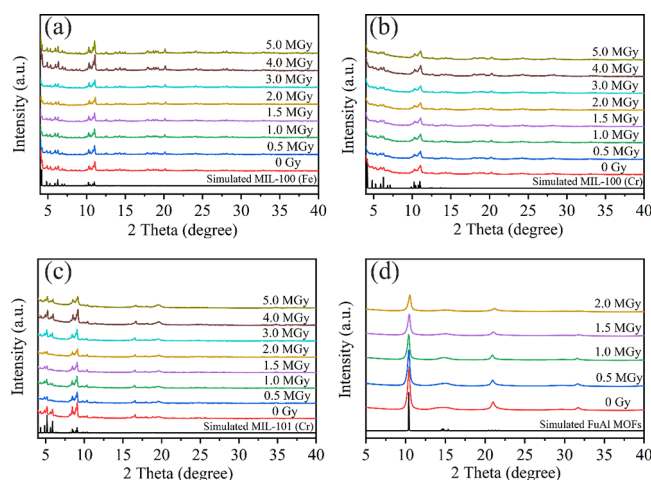 (a)
5.0 MGy
4.0 MGy
3.0 MGy
2.0 MGy
1.5 MGy
1.0 MGy
0.5 MGy
0 Gy
Simulated MIL-100 (Fe)
Intensity (a.u.)
5 10 15 20 25 30 35 40
2 Theta (degree)
(b)
5.0 MGy
4.0 MGy
3.0 MGy
2.0 MGy
1.5 MGy
1.0 MGy
0.5 MGy
0 Gy
Simulated MIL-100 (Cr)
Intensity (a.u.)
5 10 15 20 25 30 35 40
2 Theta (degree)
(c)
5.0 MGy
4.0 MGy
3.0 MGy
2.0 MGy
1.5 MGy
1.0 MGy
0.5 MGy
0 Gy
Simulated MIL-101 (Cr)
Intensity (a.u.)
5 10 15 20 25 30 35 40
2 Theta (degree)
(d)
2.0 MGy
1.5 MGy
1.0 MGy
0.5 MGy
0 Gy
Simulated FuAl MOFs
Intensity (a.u.)
5 10 15 20 25 30 35 40
2 Theta (degree)